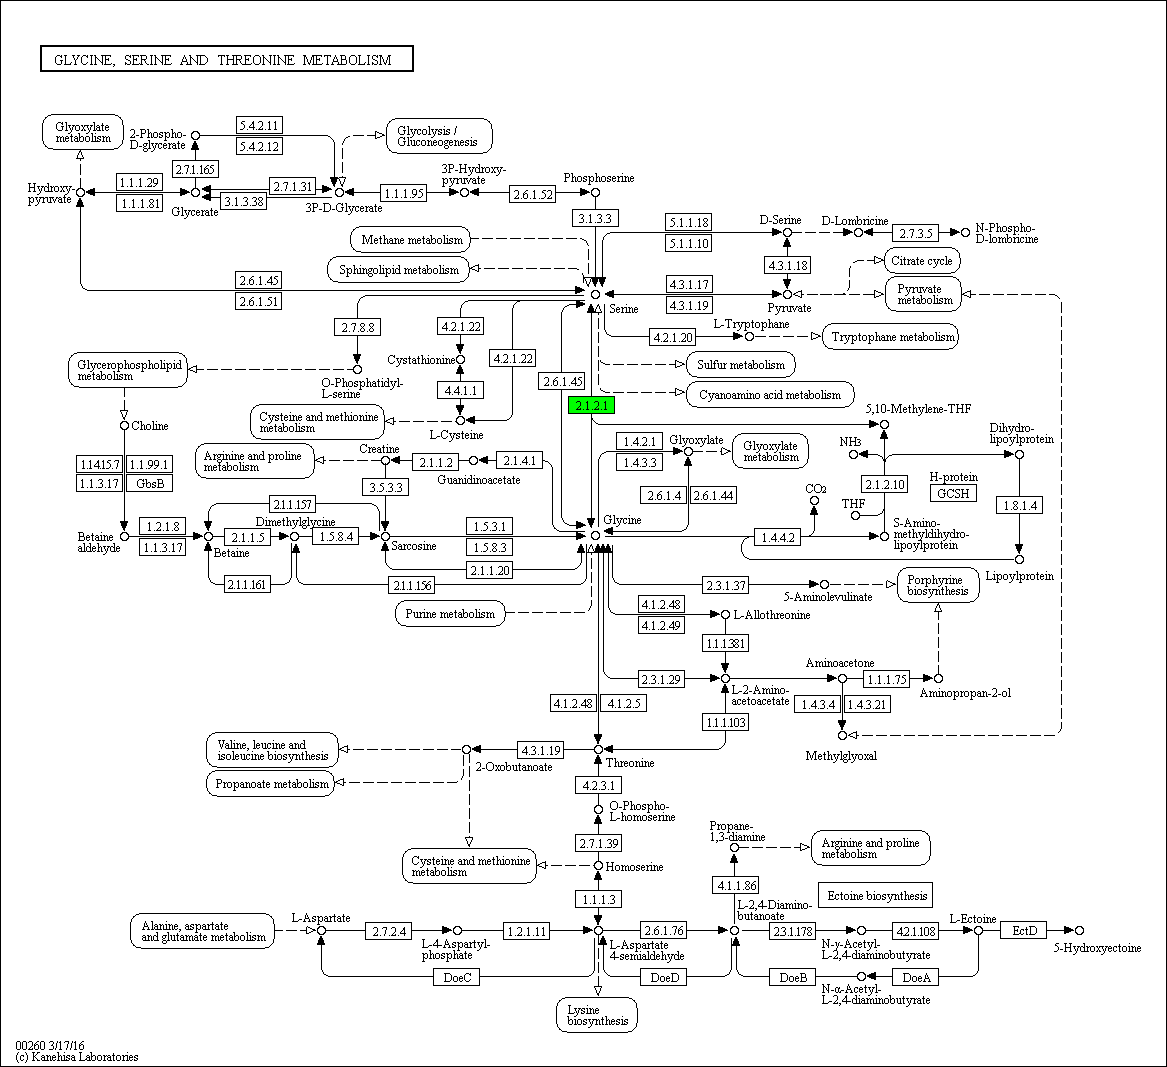 GLYCINE, SERINE AND THREONINE METABOLISM
Glyoxylate
metabolism
2-Phospho-
D-glycerate
5.4.2.11
5.4.2.12
Glycolysis /
Gluconeogenesis
2.7.1.165
3P-Hydroxy-
pyruvate
Phosphoserine
Hydroxy-
pyruvate
1.1.1.29
1.1.1.81
Glycerate
2.7.1.31
3.1.3.38
3P-D-Glycerate
1.1.1.95
2.6.1.52
3.1.3.3
5.1.1.18
5.1.1.10
D-Serine
D-Lombricine
2.7.3.5
N-Phospho-
D-lombricine
Methane metabolism
Sphingolipid metabolism
4.3.1.18
Citrate cycle
2.6.1.45
2.6.1.51
Serine
4.3.1.17
4.3.1.19
Pyruvate
Pyruvate
metabolism
2.7.8.8
4.2.1.22
4.2.1.20
L-Tryptophane
Tryptophane metabolism
Glycerophospholipid
metabolism
O-Phosphatidyl-
L-serine
Cystathionine
4.2.1.22
Sulfur metabolism
4.4.1.1
2.6.1.45
Cyanoamino acid metabolism
2.1.2.1
Choline
Cysteine and methionine
metabolism
L-Cysteine
5,10-Methylene-THF
Arginine and proline
metabolism
Creatine
2.1.1.2
Guanidinoacetate
2.1.4.1
1.4.2.1
1.4.3.3
Glyoxylate
Glyoxylate
metabolism
NH3
Dihydro-
lipoylprotein
1.14.15.7
1.1.99.1
1.1.3.17
GbsB
3.5.3.3
2.6.1.4
2.6.1.44
CO2
THF
2.1.2.10
H-protein
GCSH
1.8.1.4
2.1.1.157
Betaine
aldehyde
1.2.1.8
1.1.3.17
2.1.1.5
Betaine
Dimethylglycine
1.5.8.4
Sarcosine
1.5.3.1
1.5.8.3
2.1.1.20
Glycine
1.4.4.2
S-Amino-
methyldihydro-
lipoylprotein
Lipoylprotein
2.1.1.161
2.1.1.156
Purine metabolism
2.3.1.37
5-Aminolevulinate
Porphyrine
biosynthesis
4.1.2.48
4.1.2.49
L-Allothreonine
1.1.1.381
2.3.1.29
L-2-Amino-
acetoacetate
Aminoacetone
1.1.1.75
Aminopropan-2-ol
4.1.2.48
4.1.2.5
1.1.1.103
1.4.3.4
1.4.3.21
Methylglyoxal
Valine, leucine and
isoleucine biosynthesis
4.3.1.19
2-Oxobutanoate
Threonine
Propanoate metabolism
4.2.3.1
O-Phospho-
L-homoserine
2.7.1.39
Propane-
1,3-diamine
Arginine and proline
metabolism
Cysteine and methionine
metabolism
Homoserine
4.1.1.86
Ectoine biosynthesis
1.1.1.3
Alanine, aspartate
and glutamate metabolism
L-Aspartate
2.7.2.4
L-4-Aspartyl-
phosphate
1.2.1.11
L-Aspartate
4-semialdehyde
2.6.1.76
L-2,4-Diamino-
butanoate
2.3.1.178
N-γ-Acetyl-
L-2,4-diaminobutyrate
4.2.1.108
L-Ectoine
EctD
5-Hydroxyectoine
DoeC
DoeD
DoeB
N-α-Acetyl-
L-2,4-diaminobutyrate
DoeA
Lysine
biosynthesis
00260 3/17/16
(c) Kanehisa Laboratories